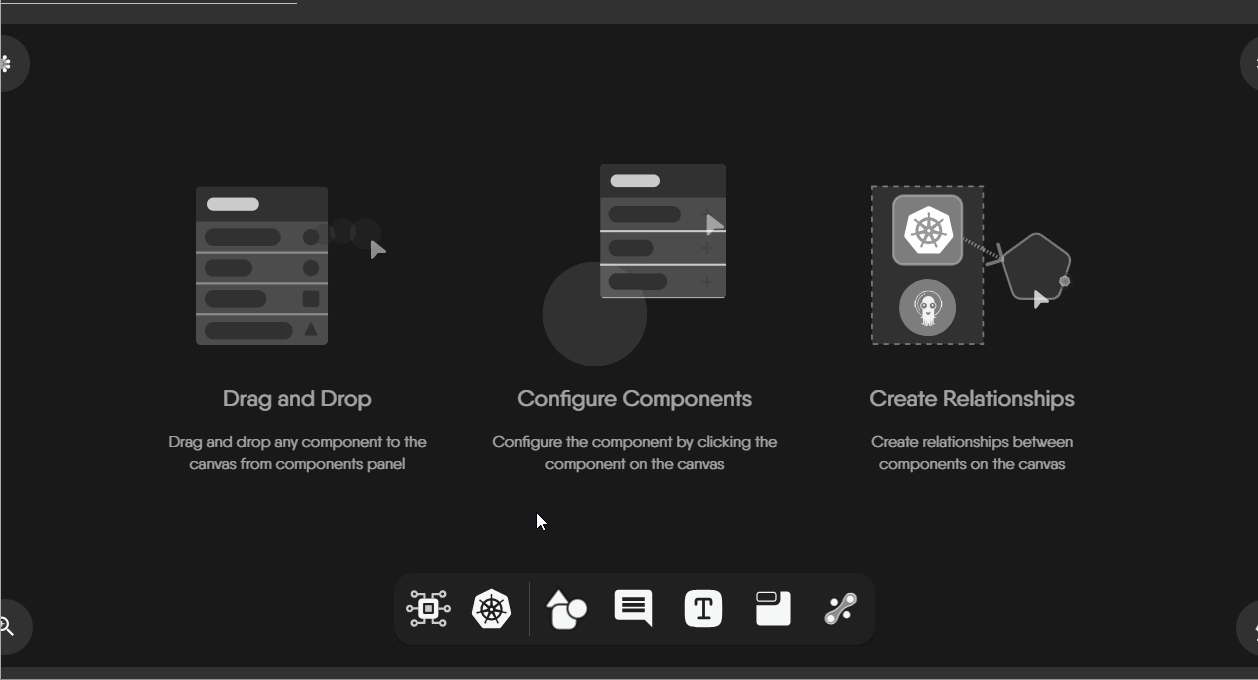 Drag and Drop
Drag and drop any component to the
canvas from components panel
Configure Components
Configure the component by clicking the
component on the canvas
Create Relationships
Create relationships between
components on the canvas
T